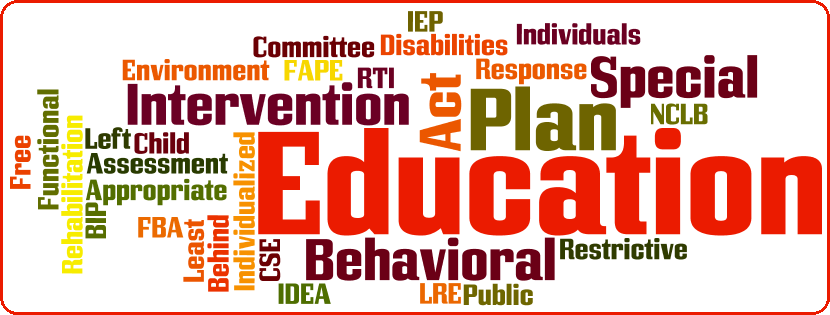 IEP
Individuals
Committee
Disabilities
Environment
FAPE
RTI
Response
Special
Intervention
Act
Plan
NCLB
Free
Functional
Rehabilitation
Left
Child
Assessment
Appropriate
BIP
Individualized
Education
FBA
Least
Behind
CSE
Behavioral
Restrictive
IDEA
LRE
Public